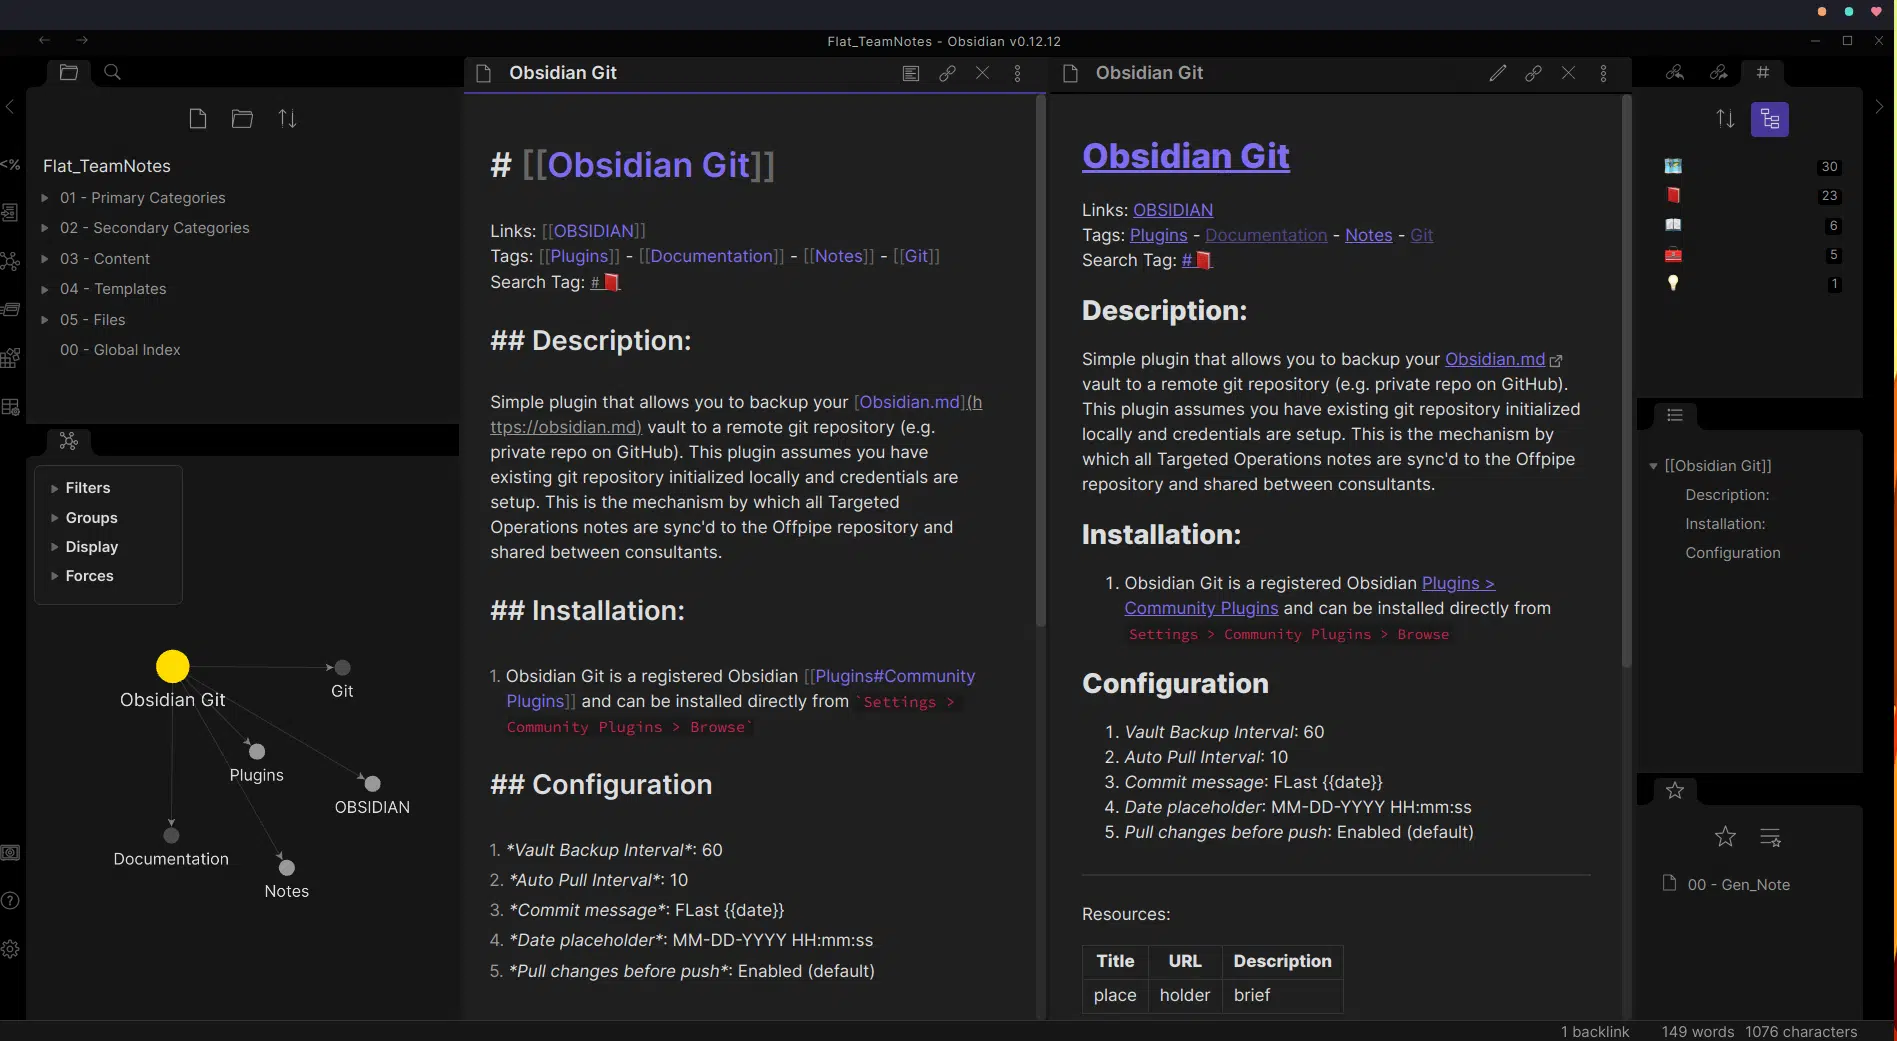 Flat_TeamNotes - Obsidian v0.12.12
Flat_TeamNotes
01 - Primary Categories
02 - Secondary Categories
03 - Content
04 - Templates
05 - Files
00 - Global Index
Filters
Groups
Display
Forces
Obsidian Git
Git
Plugins
OBSIDIAN
Documentation
Notes
Obsidian Git
# [[Obsidian Git]]
Links: [[OBSIDIAN]]
Tags: [[Plugins]] - [[Documentation]] - [[Notes]] - [[Git]]
Search Tag: #📕
## Description:
Simple plugin that allows you to backup your [Obsidian.md](h
ttps://obsidian.md) vault to a remote git repository (e.g.
private repo on GitHub). This plugin assumes you have
existing git repository initialized locally and credentials are
setup. This is the mechanism by which all Targeted
Operations notes are sync'd to the Offpipe repository and
shared between consultants.
## Installation:
1. Obsidian Git is a registered Obsidian [[Plugins#Community
Plugins]] and can be installed directly from `Settings >
Community Plugins > Browse`
## Configuration
1. *Vault Backup Interval*: 60
2. *Auto Pull Interval*: 10
3. *Commit message*: FLast {{date}}
4. *Date placeholder*: MM-DD-YYYY HH:mm:ss
5. *Pull changes before push*: Enabled (default)
Obsidian Git
Obsidian Git
Links: OBSIDIAN
Tags: Plugins - Documentation - Notes - Git
Search Tag: #📕
Description:
Simple plugin that allows you to backup your Obsidian.md
vault to a remote git repository (e.g. private repo on GitHub).
This plugin assumes you have existing git repository initialized
locally and credentials are setup. This is the mechanism by
which all Targeted Operations notes are sync'd to the Offpipe
repository and shared between consultants.
Installation:
1. Obsidian Git is a registered Obsidian Plugins >
Community Plugins and can be installed directly from
Settings > Community Plugins > Browse
Configuration
1. Vault Backup Interval: 60
2. Auto Pull Interval: 10
3. Commit message: FLast {{date}}
4. Date placeholder: MM-DD-YYYY HH:mm:ss
5. Pull changes before push: Enabled (default)
Resources:
Title URL Description
place holder brief
30
23
6
5
1
[[Obsidian Git]]
Description:
Installation:
Configuration
00 - Gen_Note
1 backlink 149 words 1076 characters